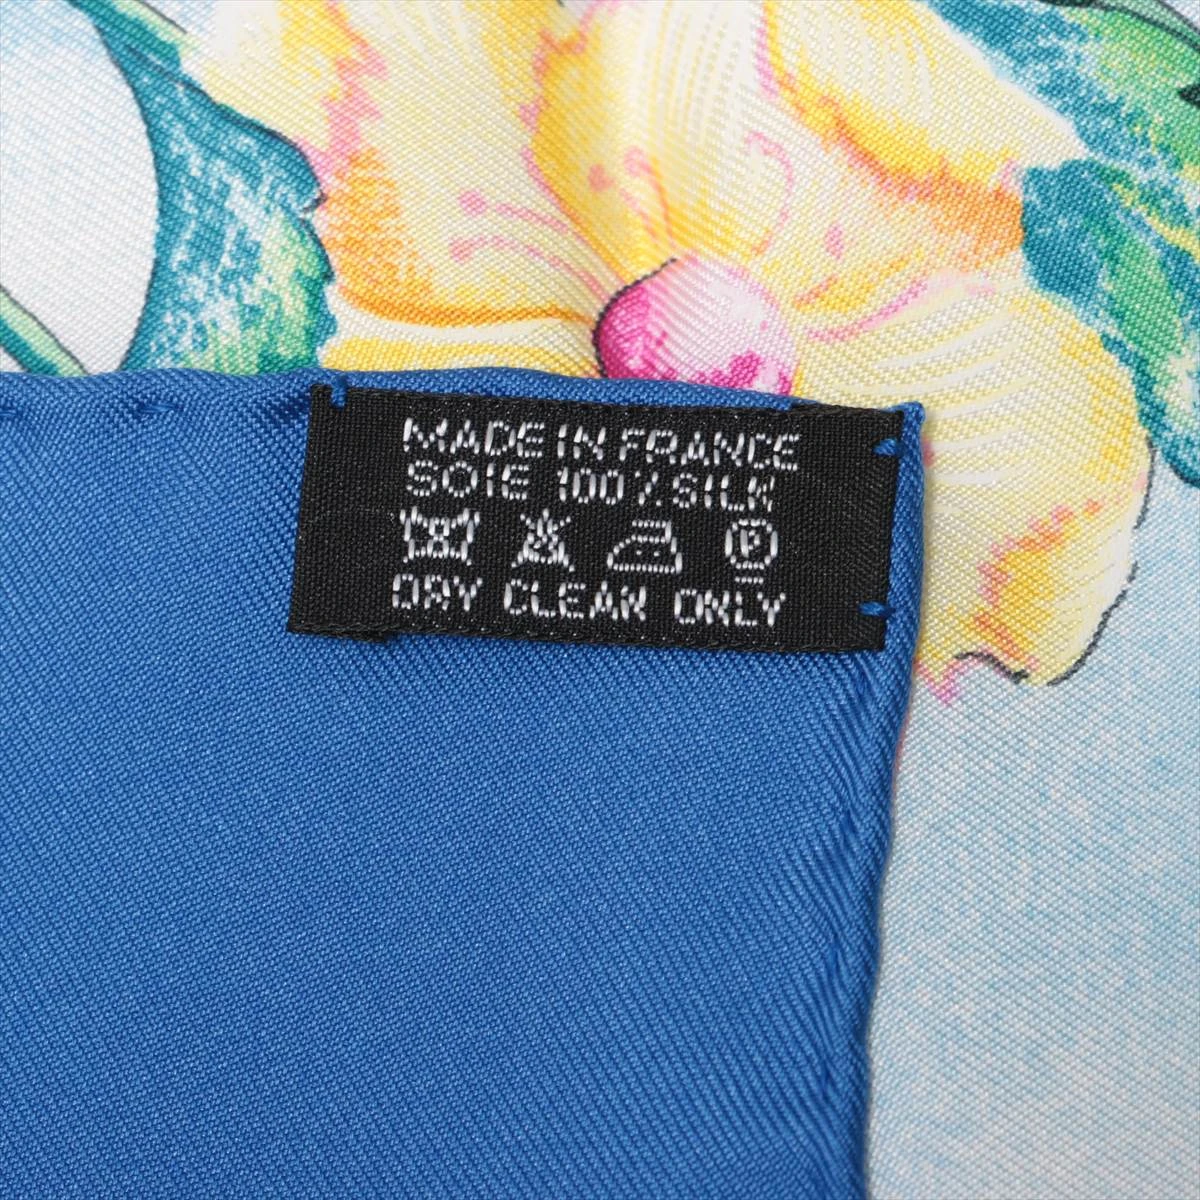 MADE IN FRANCE
SOIE 100% SILK
P
DRY CLEAN ONLY